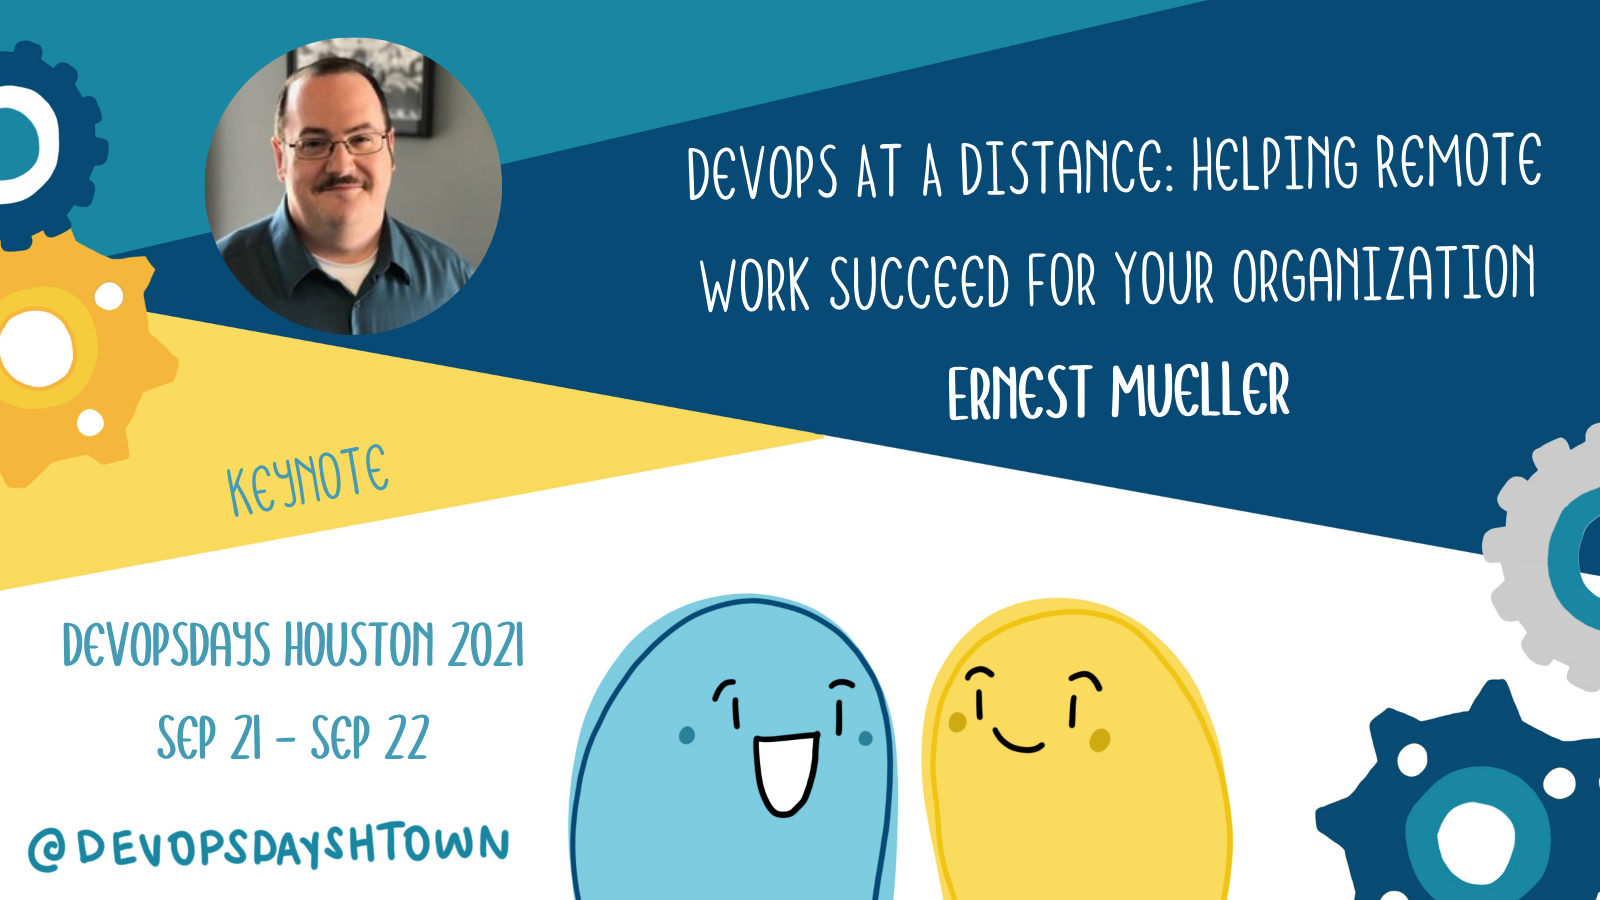 DEVOPS AT A DISTANCE: HELPING REMOTE
WORK SUCCEED FOR YOUR ORGANIZATION
ERNEST MUELLER
KEYNOTE
DEVOPSDAYS HOUSTON 2021
SEP 21 - SEP 22
@DEVOPSDAYSHTOWN